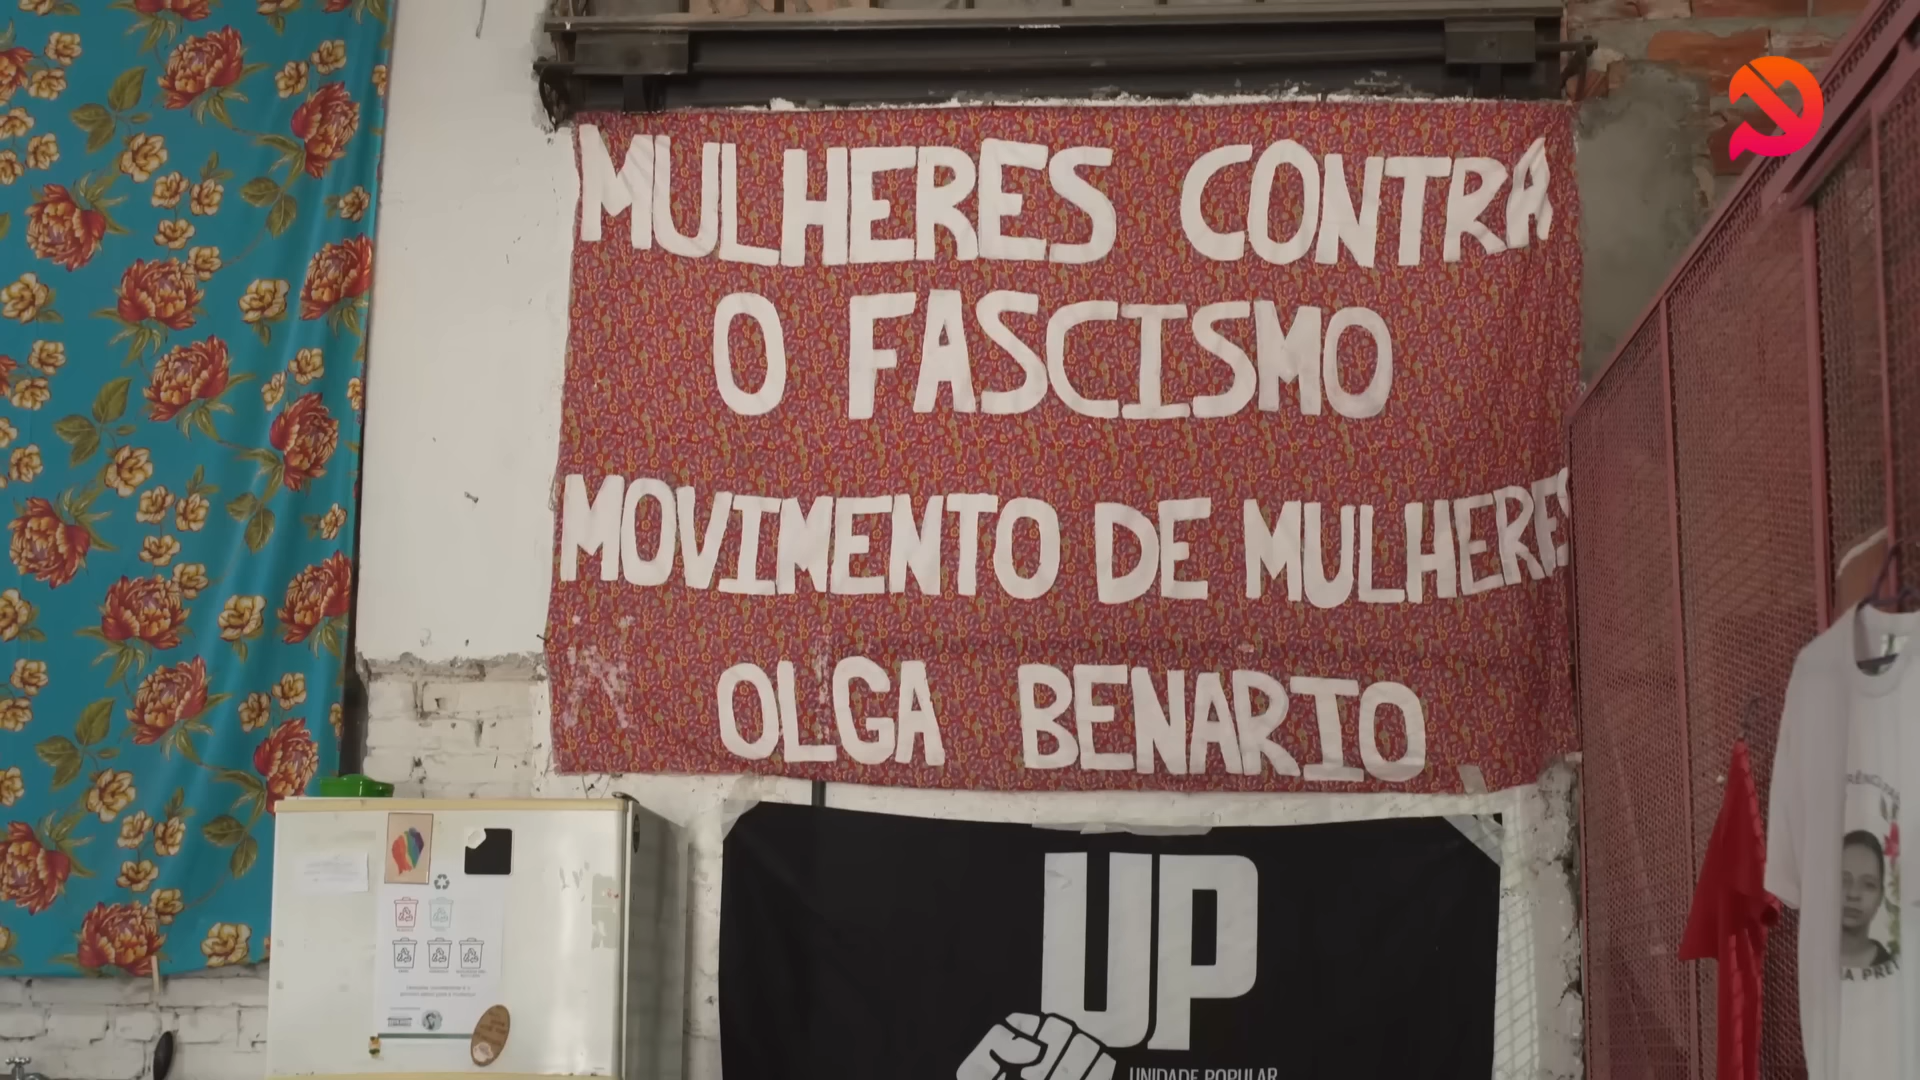 MULHERES CONTRA
O FASCISMO
MOVIMENTO DE MULHERES
OLGA BENARIO
UP
UNIDADE POPULAR